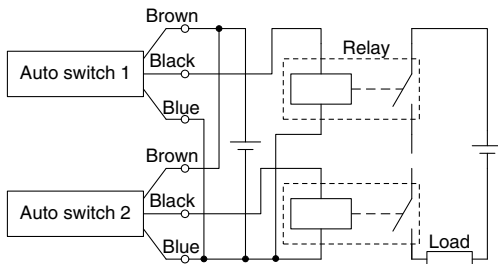 Brown
Relay
Black
Auto switch 1
Blue
Brown
Black
Auto switch 2
Blue
Load